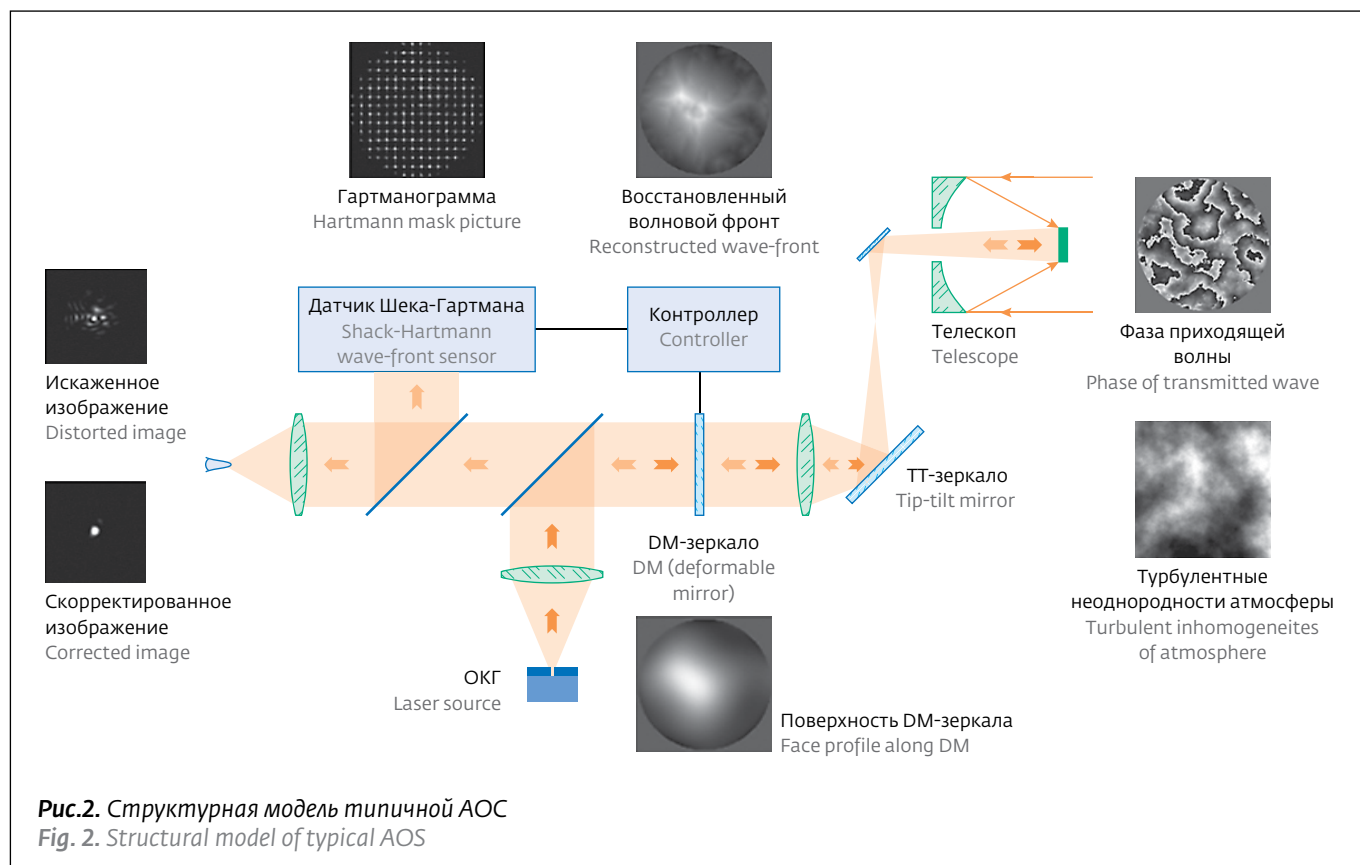 Гартманограмма
Hartmann mask picture
Восстановленный
волновой фронт
Reconstructed wave-front
Датчик Шека-Гартмана
Shack-Hartmann
wave-front sensor
Контроллер
Controller
Телескоп
Telescope
Фаза приходящей
волны
Phase of transmitted wave
Искаженное
изображение
Distorted image
ТТ-зеркало
Tip-tilt mirror
DM-зеркало
DM (deformable
mirror)
Скорректированное
изображение
Corrected image
Турбулентные
неоднородности атмосферы
Turbulent inhomogeneites
of atmosphere
ОКГ
Laser source
Поверхность DM-зеркала
Face profile along DM
Рис.2. Структурная модель типичной АОС
Fig. 2. Structural model of typical AOS